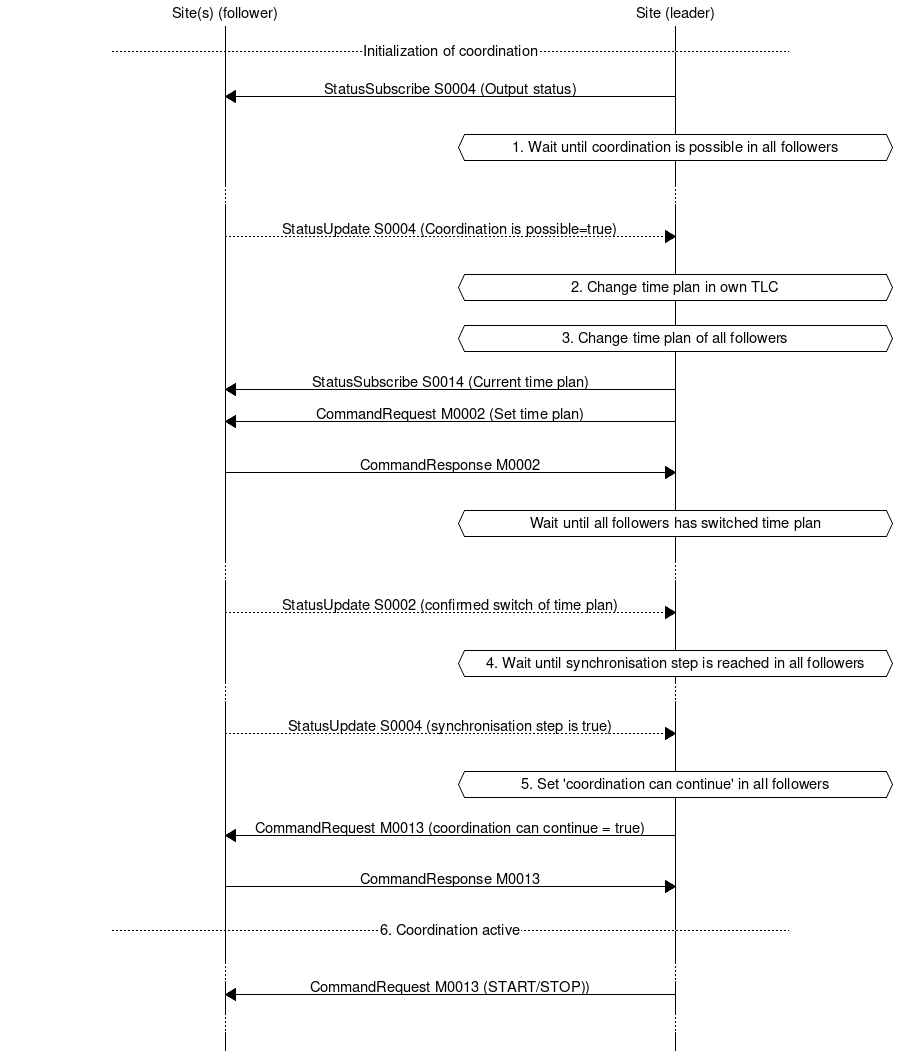 Site(s) (follower)
Site (leader)
Initialization of coordination
StatusSubscribe S0004 (Output status)
1. Wait until coordination is possible in all followers
StatusUpdate S0004 (Coordination is possible=true)
2. Change time plan in own TLC
3. Change time plan of all followers
StatusSubscribe S0014 (Current time plan)
CommandRequest M0002 (Set time plan)
CommandResponse M0002
Wait until all followers has switched time plan
StatusUpdate S0002 (confirmed switch of time plan)
4. Wait until synchronisation step is reached in all followers
StatusUpdate S0004 (synchronisation step is true)
5. Set 'coordination can continue' in all followers
CommandRequest M0013 (coordination can continue = true)
CommandResponse M0013
6. Coordination active
CommandRequest M0013 (START/STOP))